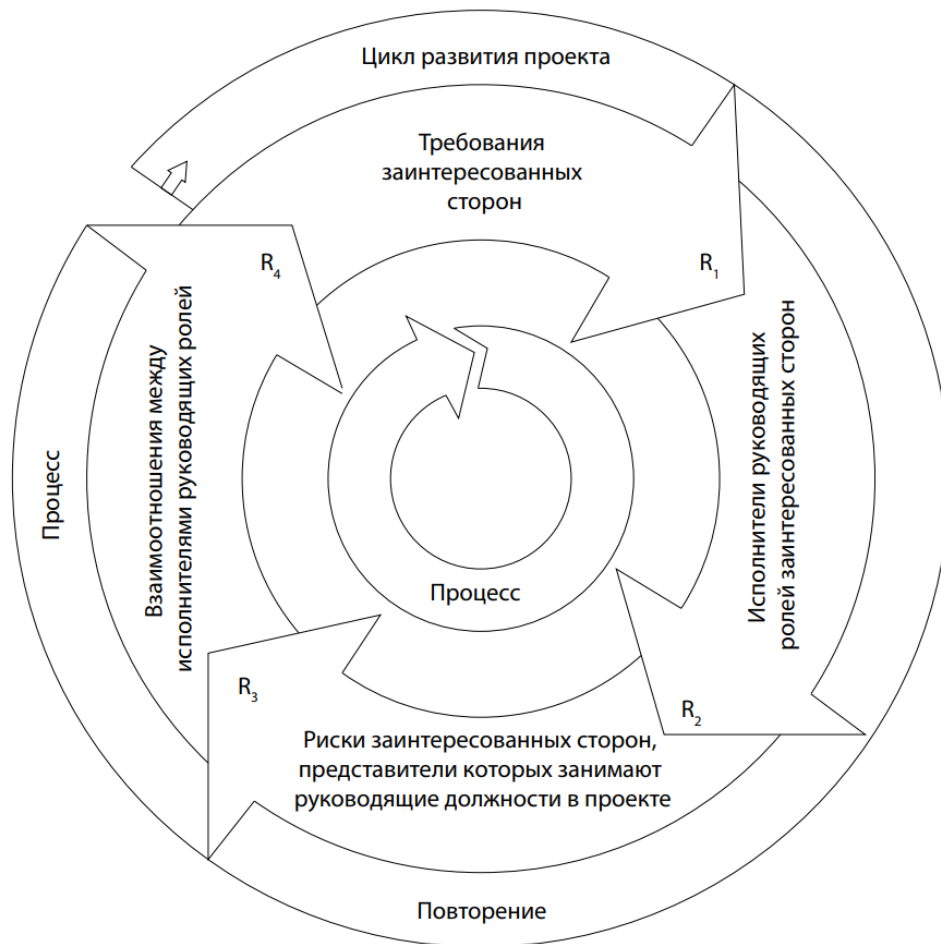 Цикл развития проекта
Требования
заинтересованных
сторон
R₄
R₁
Процесс
Взаимоотношения между
исполнителями руководящих ролей
Исполнители руководящих
ролей заинтересованных сторон
Процесс
R₃
R₂
Риски заинтересованных сторон,
представители которых занимают
руководящие должности в проекте
Повторение